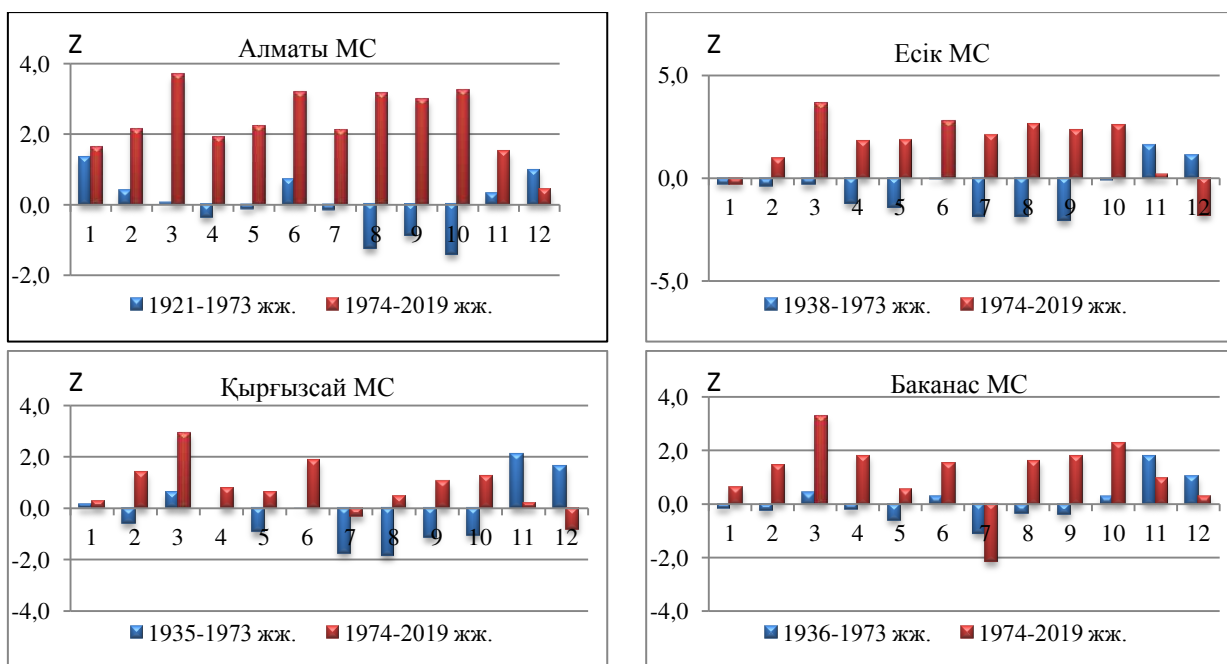 Z
Алматы МС
4,0
2,0
0,0
-2,0
1 2 3 4 5 6 7 8 9 10 11 12
1921-1973 жж. 1974-2019 жж.
Есік МС
5,0
0,0
-5,0
1 2 3 4 5 6 7 8 9 10 11 12
1938-1973 жж. 1974-2019 жж.
Z
Қырғызсай МС
4,0
2,0
0,0
-2,0
-4,0
1 2 3 4 5 6 7 8 9 10 11 12
1935-1973 жж. 1974-2019 жж.
Z
Баканас МС
4,0
2,0
0,0
-2,0
-4,0
1 2 3 4 5 6 7 8 9 10 11 12
1936-1973 жж. 1974-2019 жж.